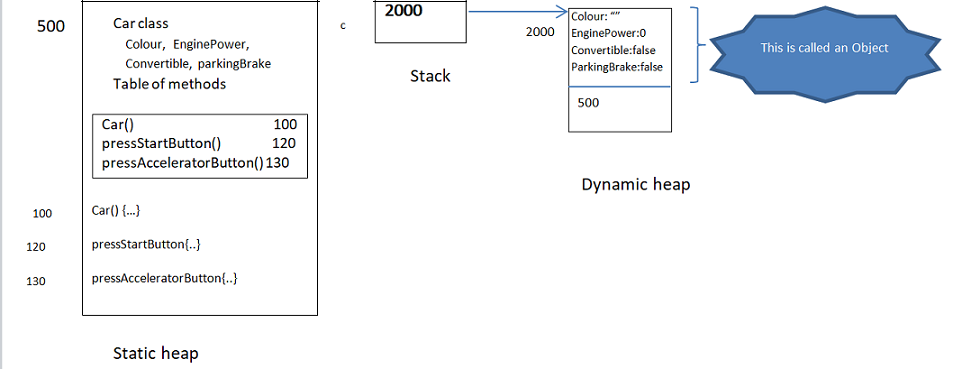 500
Car class
Colour, EnginePower,
Convertible, parkingBrake
Table of methods
Car() 100
pressStartButton() 120
pressAcceleratorButton() 130
100 Car() {...}
120 pressStartButton{..}
130 pressAcceleratorButton{..}
Static heap
c
2000
Stack
2000
Colour: “”
EnginePower:0
Convertible:false
ParkingBrake:false
500
Dynamic heap
This is called an Object